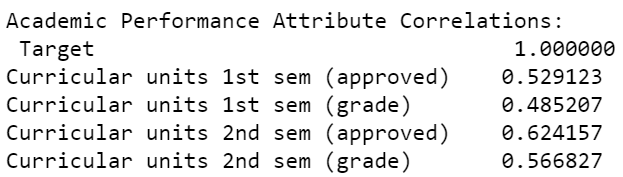 Academic Performance Attribute Correlations:
Target 1.000000
Curricular units 1st sem (approved) 0.529123
Curricular units 1st sem (grade) 0.485207
Curricular units 2nd sem (approved) 0.624157
Curricular units 2nd sem (grade) 0.566827